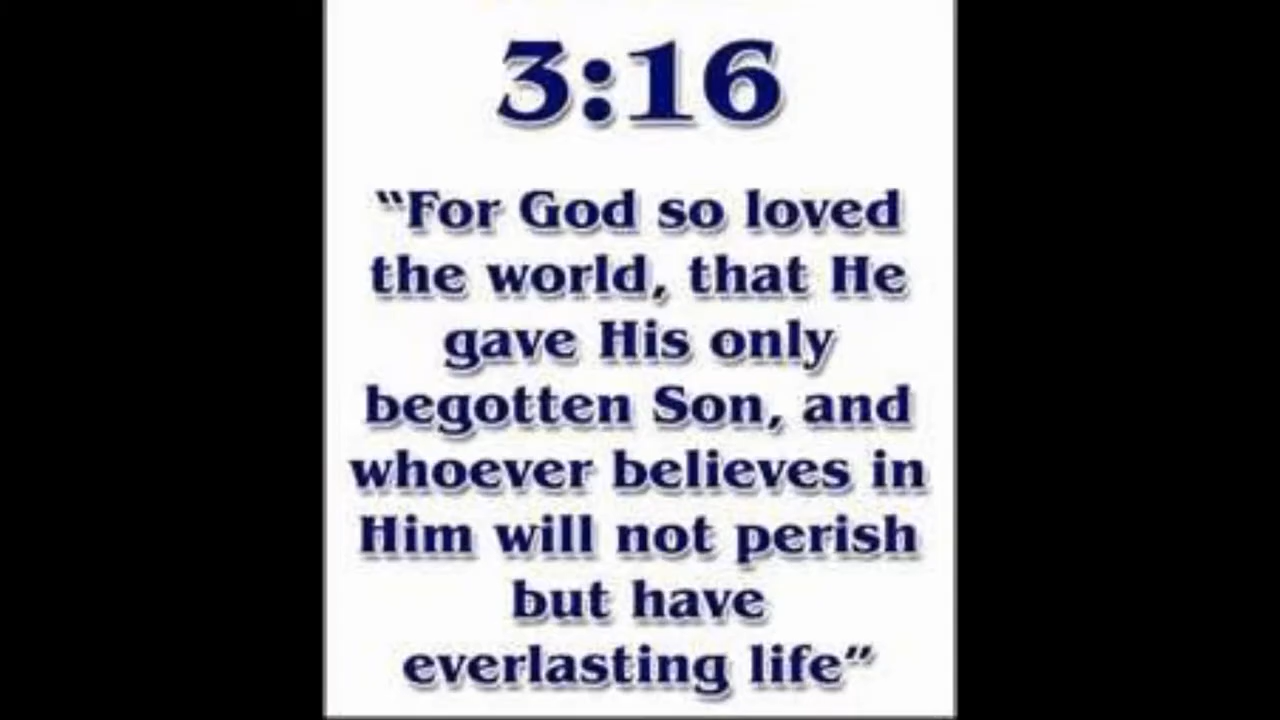 3:16
“For God so loved
the world, that He
gave His only
begotten Son, and
whoever believes in
Him will not perish
but have
everlasting life”